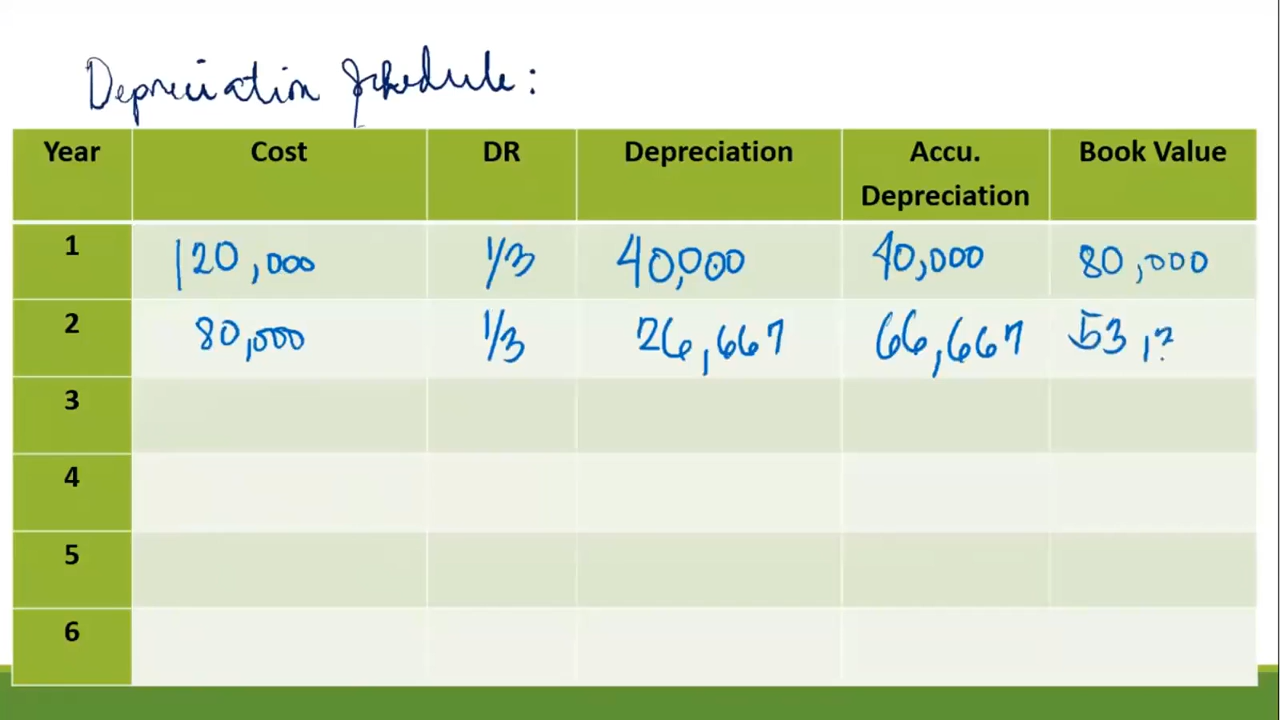 Depreciation Schedule:
Year Cost DR Depreciation Accu. Depreciation Book Value
1 120,000 1/3 40,000 40,000 80,000
2 80,000 1/3 26,667 66,667 53,
3
4
5
6